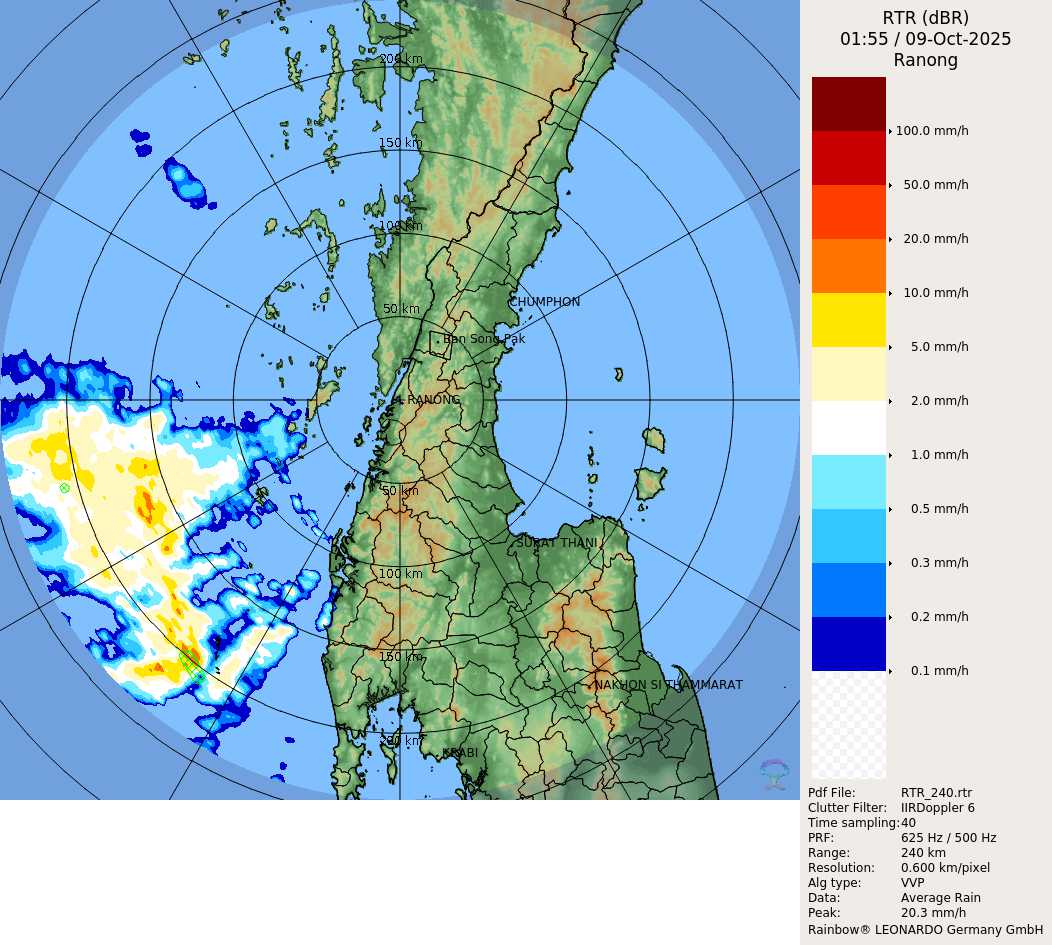 RTR (dBR)
01:55 / 09-Oct-2025
Ranong
200 km
150 km
100 km
50 km
CHUMPHON
Ban Song Pak
RANONG
50 km
SURAT THANI
100 km
150 km
NAKHON SI THAMMARAT
200 km
KRABI
100.0 mm/h
50.0 mm/h
20.0 mm/h
10.0 mm/h
5.0 mm/h
2.0 mm/h
1.0 mm/h
0.5 mm/h
0.3 mm/h
0.2 mm/h
0.1 mm/h
Pdf File: RTR_240.rtr
Clutter Filter: IIRDoppler 6
Time sampling: 40
PRF: 625 Hz / 500 Hz
Range: 240 km
Resolution: 0.600 km/pixel
Alg type: VVP
Data: Average Rain
Peak: 20.3 mm/h
Rainbow® LEONARDO Germany GmbH